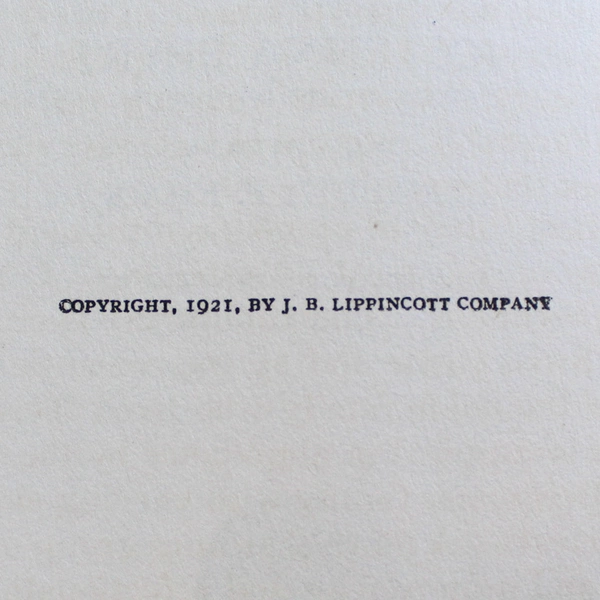 COPYRIGHT, 1921, BY J. B. LIPPINCOTT COMPANY